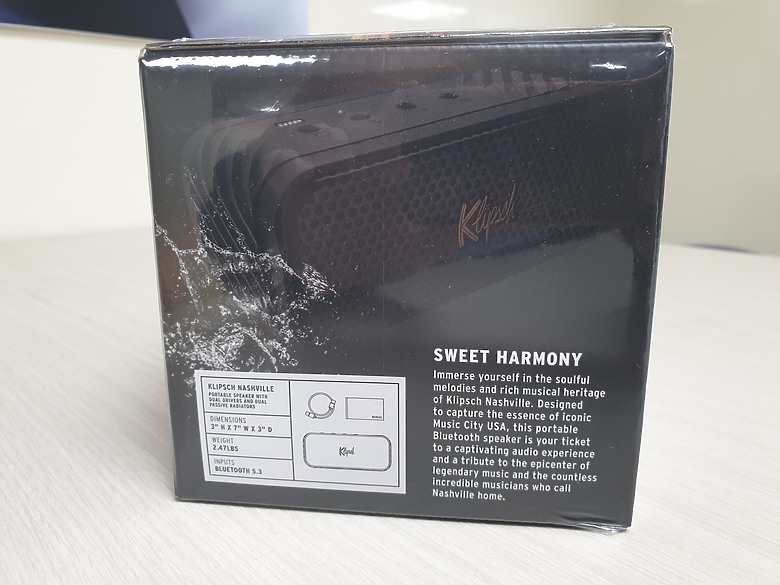 Klipsch
SWEET HARMONY
Immerse yourself in the soulful
melodies and rich musical heritage
of Klipsch Nashville. Designed
to capture the essence of iconic
Music City USA, this portable
Bluetooth speaker is your ticket
to a captivating audio experience
and a tribute to the epicenter of
legendary music and the countless
incredible musicians who call
Nashville home.
KLIPSCH NASHVILLE
PORTABLE SPEAKER WITH
DUAL DRIVERS AND DUAL
PASSIVE RADIATORS
DIMENSIONS
3" H X 7" W X 3" D
WEIGHT
2.47LBS
INPUTS
BLUETOOTH 5.3
Klipsch